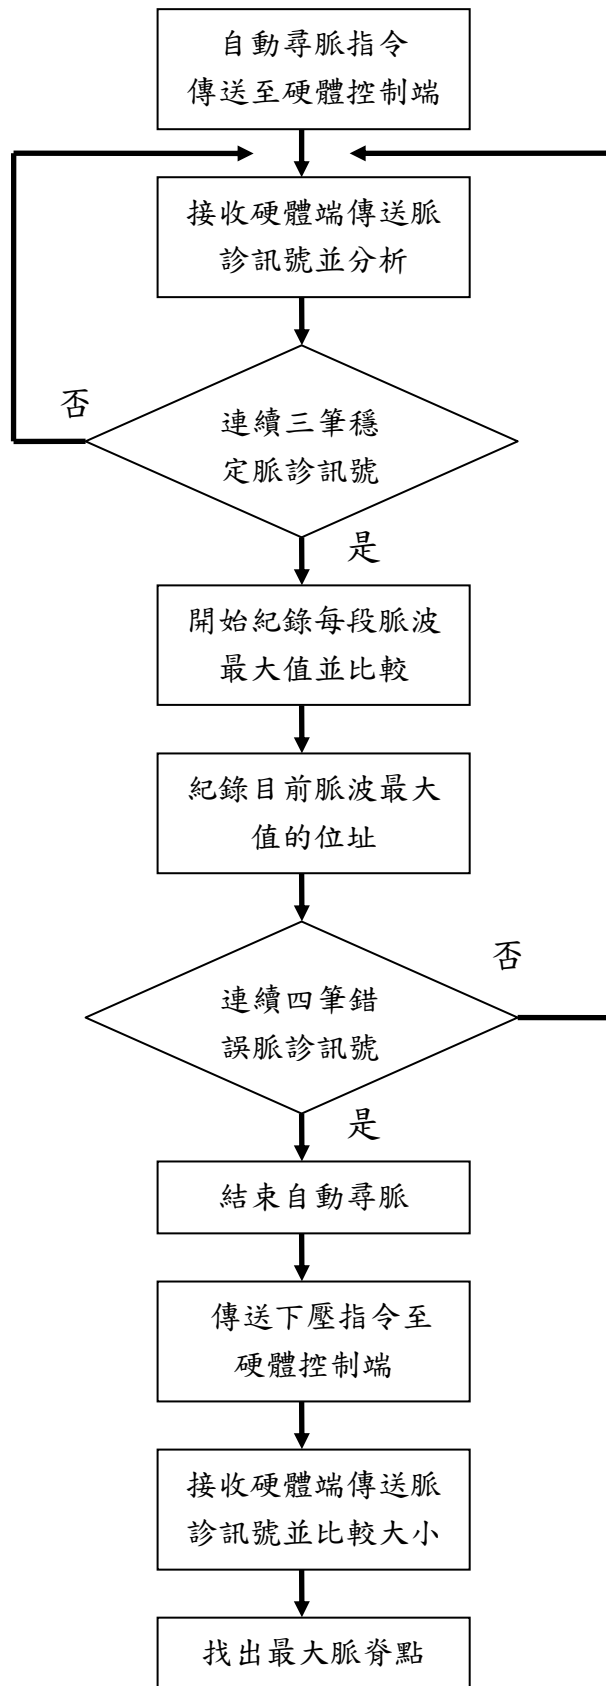 自動尋脈指令
傳送至硬體控制端
接收硬體端傳送脈
診訊號並分析
否
連續三筆穩
定脈診訊號
是
開始紀錄每段脈波
最大值並比較
紀錄目前脈波最大
值的位址
否
連續四筆錯
誤脈診訊號
是
結束自動尋脈
傳送下壓指令至
硬體控制端
接收硬體端傳送脈
診訊號並比較大小
找出最大脈脊點